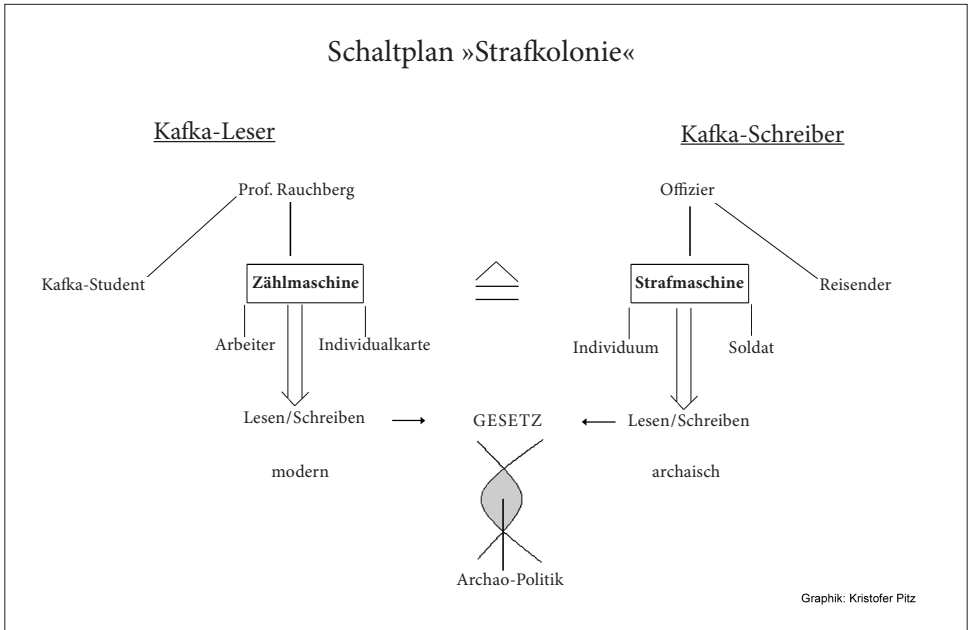 Schaltplan »Strafkolonie«
Kafka-Leser
Kafka-Schreiber
Prof. Rauchberg
Offizier
Kafka-Student
Zählmaschine
Strafmaschine
Reisender
Arbeiter
Individualkarte
Individuum
Soldat
Lesen/Schreiben
GESETZ
Lesen/Schreiben
modern
archaisch
Archao-Politik
Graphik: Kristofer Pitz